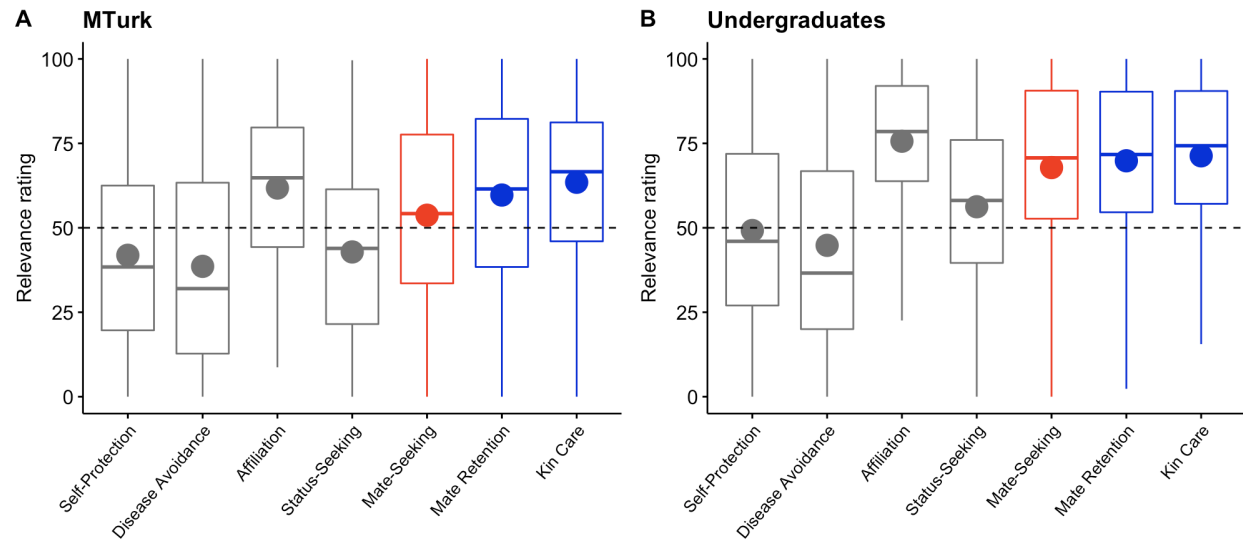 A MTurk
Relevance rating
100
75
50
25
0
Self-Protection
Disease Avoidance
Affiliation
Status-Seeking
Mate-Seeking
Mate Retention
Kin Care
B Undergraduates
Relevance rating
100
75
50
25
0
Self-Protection
Disease Avoidance
Affiliation
Status-Seeking
Mate-Seeking
Mate Retention
Kin Care